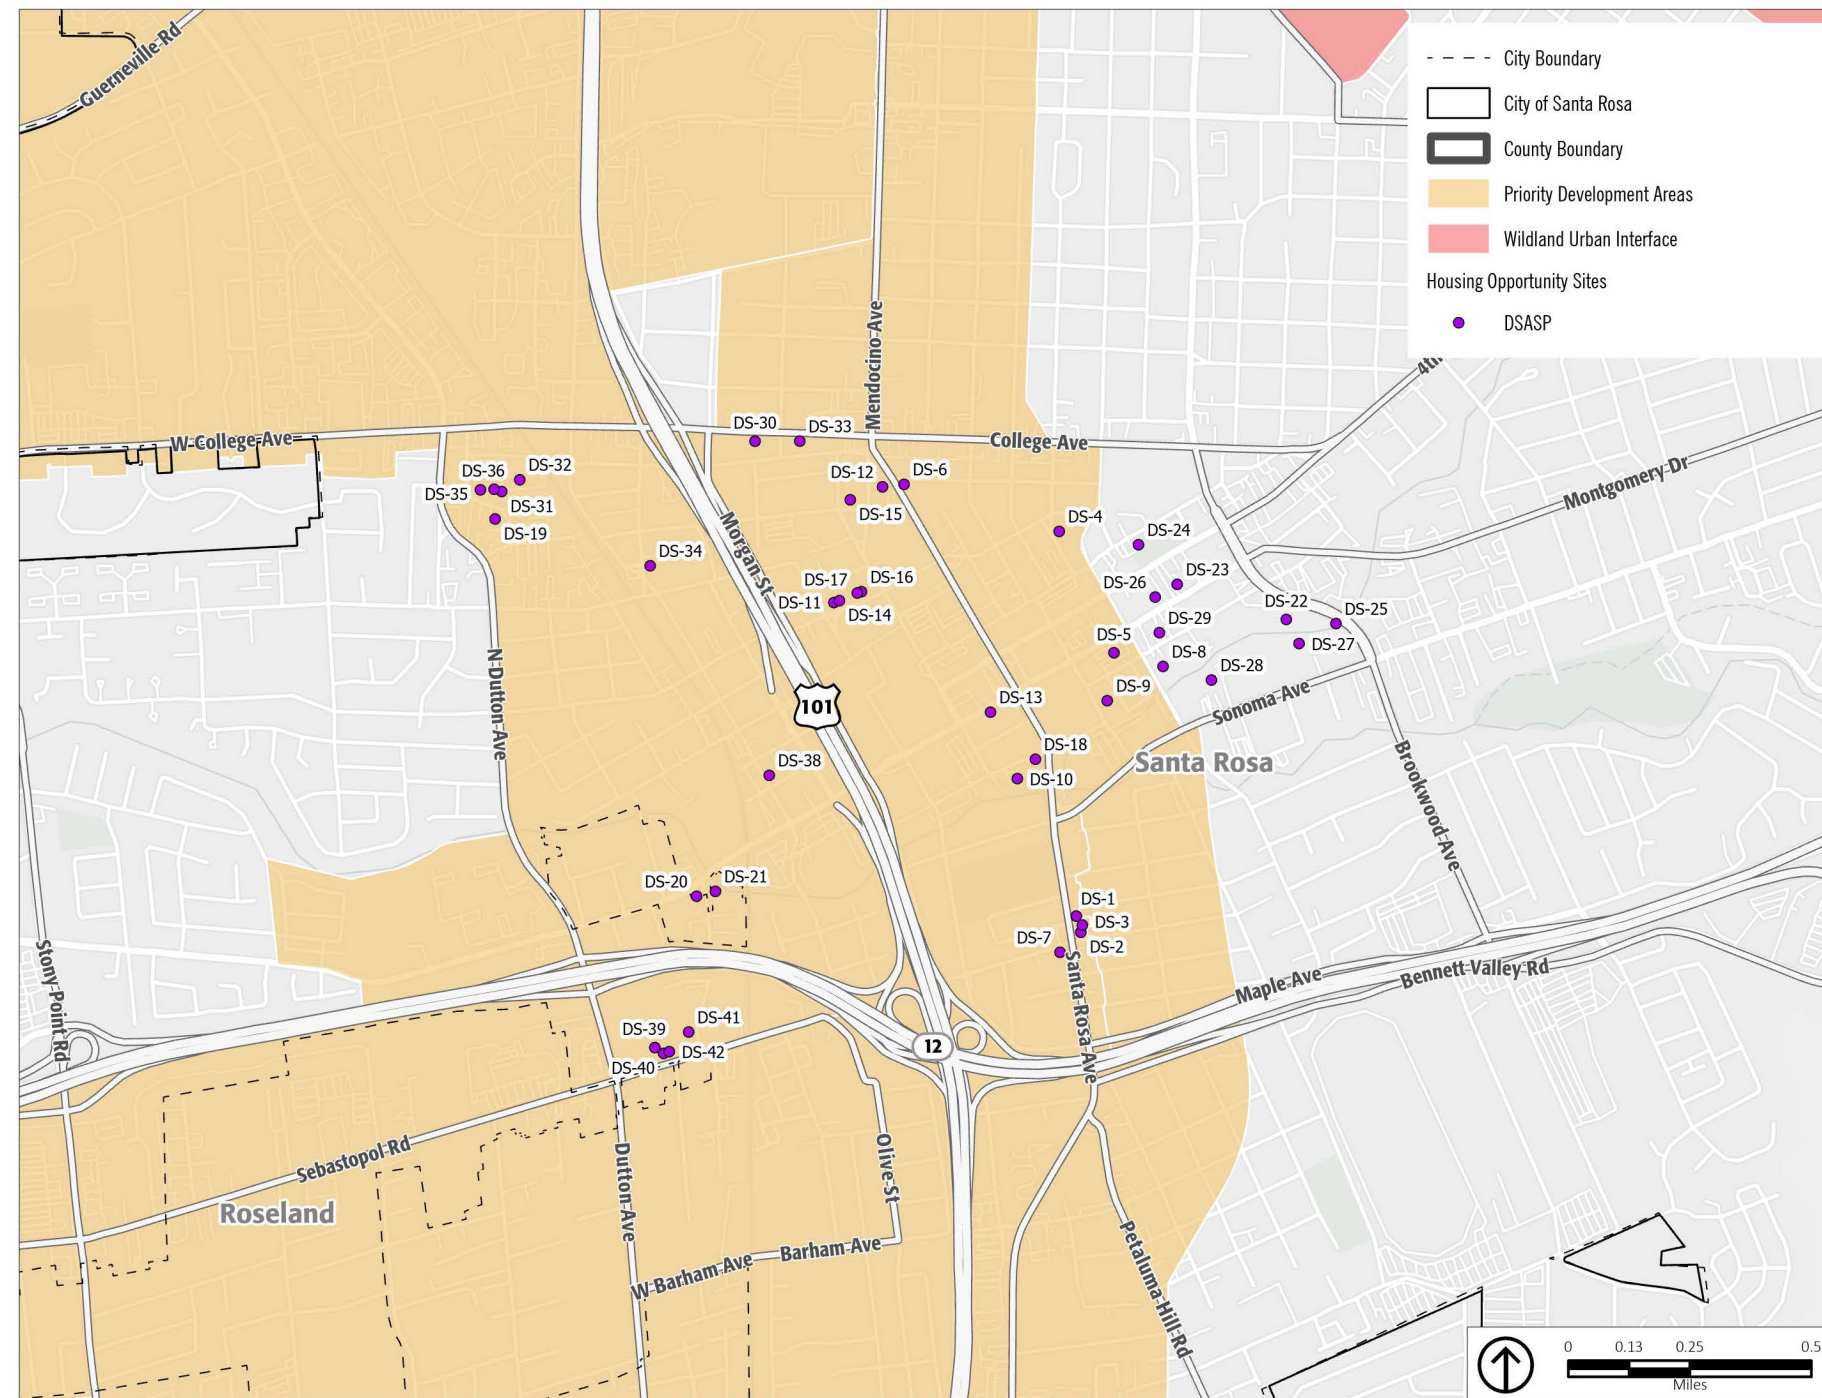 Guerneville Rd
City Boundary
City of Santa Rosa
County Boundary
Priority Development Areas
Wildland Urban Interface
Housing Opportunity Sites
DSASP
4th
Mendocino Ave
W College Ave
College Ave
Montgomery Dr
DS-30
DS-33
DS-36
DS-32
DS-35
DS-31
DS-19
DS-12
DS-6
DS-15
DS-4
DS-24
DS-34
Morgan St
DS-17
DS-16
DS-11
DS-14
DS-26
DS-23
DS-22
DS-25
DS-29
DS-27
DS-5
DS-8
DS-28
DS-9
Sonoma Ave
N Dutton Ave
101
DS-13
DS-18
DS-10
Santa Rosa
DS-38
Brookwood Ave
DS-20
DS-21
DS-1
DS-3
DS-7
DS-2
Stony Point Rd
Santa Rosa Ave
Maple Ave
Bennett Valley Rd
DS-41
DS-39
DS-42
DS-40
12
Sebastopol Rd
Roseland
Dutton Ave
Olive St
W Barham Ave
Barham Ave
Petaluma Hill Rd
0 0.13 0.25 0.5
Miles